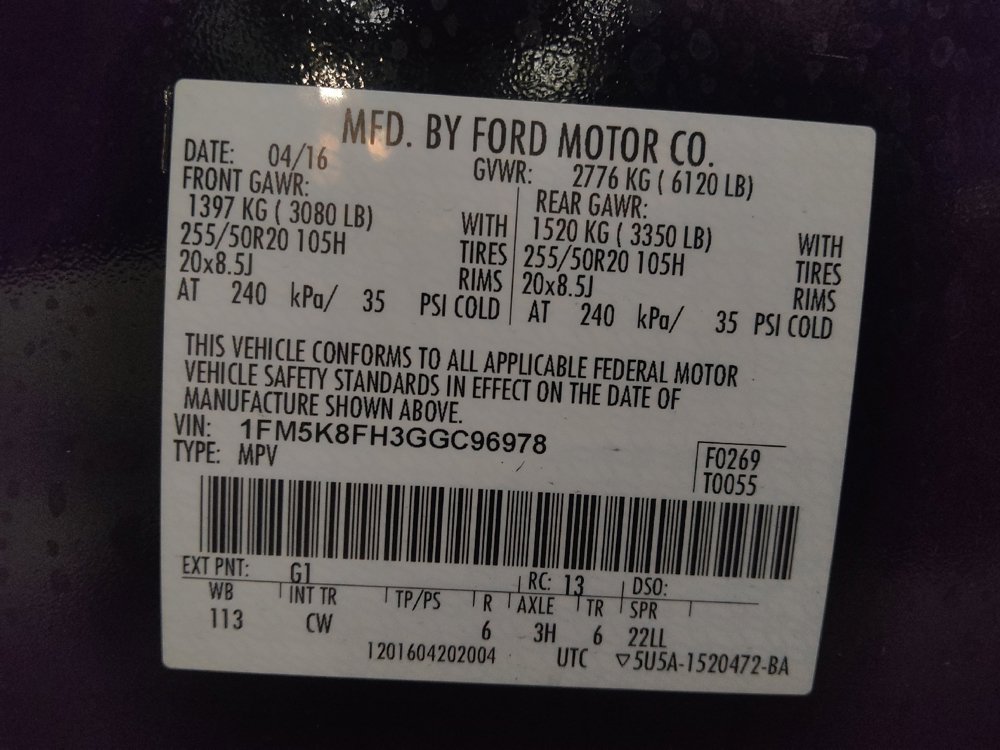 MFD. BY FORD MOTOR CO.
DATE: 04/16 GVWR: 2776 KG ( 6120 LB)
FRONT GAWR: REAR GAWR:
1397 KG ( 3080 LB) WITH 1520 KG ( 3350 LB) WITH
255/50R20 105H TIRES 255/50R20 105H TIRES
20x8.5J RIMS 20x8.5J RIMS
AT 240 kPa/ 35 PSI COLD AT 240 kPa/ 35 PSI COLD
THIS VEHICLE CONFORMS TO ALL APPLICABLE FEDERAL MOTOR
VEHICLE SAFETY STANDARDS IN EFFECT ON THE DATE OF
MANUFACTURE SHOWN ABOVE.
VIN: 1FM5K8FH3GGC96978
TYPE: MPV
F0269
T0055
EXT PNT: G1 RC: 13 DSO:
WB INT TR TP/PS R AXLE TR SPR
113 CW 6 3H 6 22LL
1201604202004 UTC ▽5U5A-1520472-BA